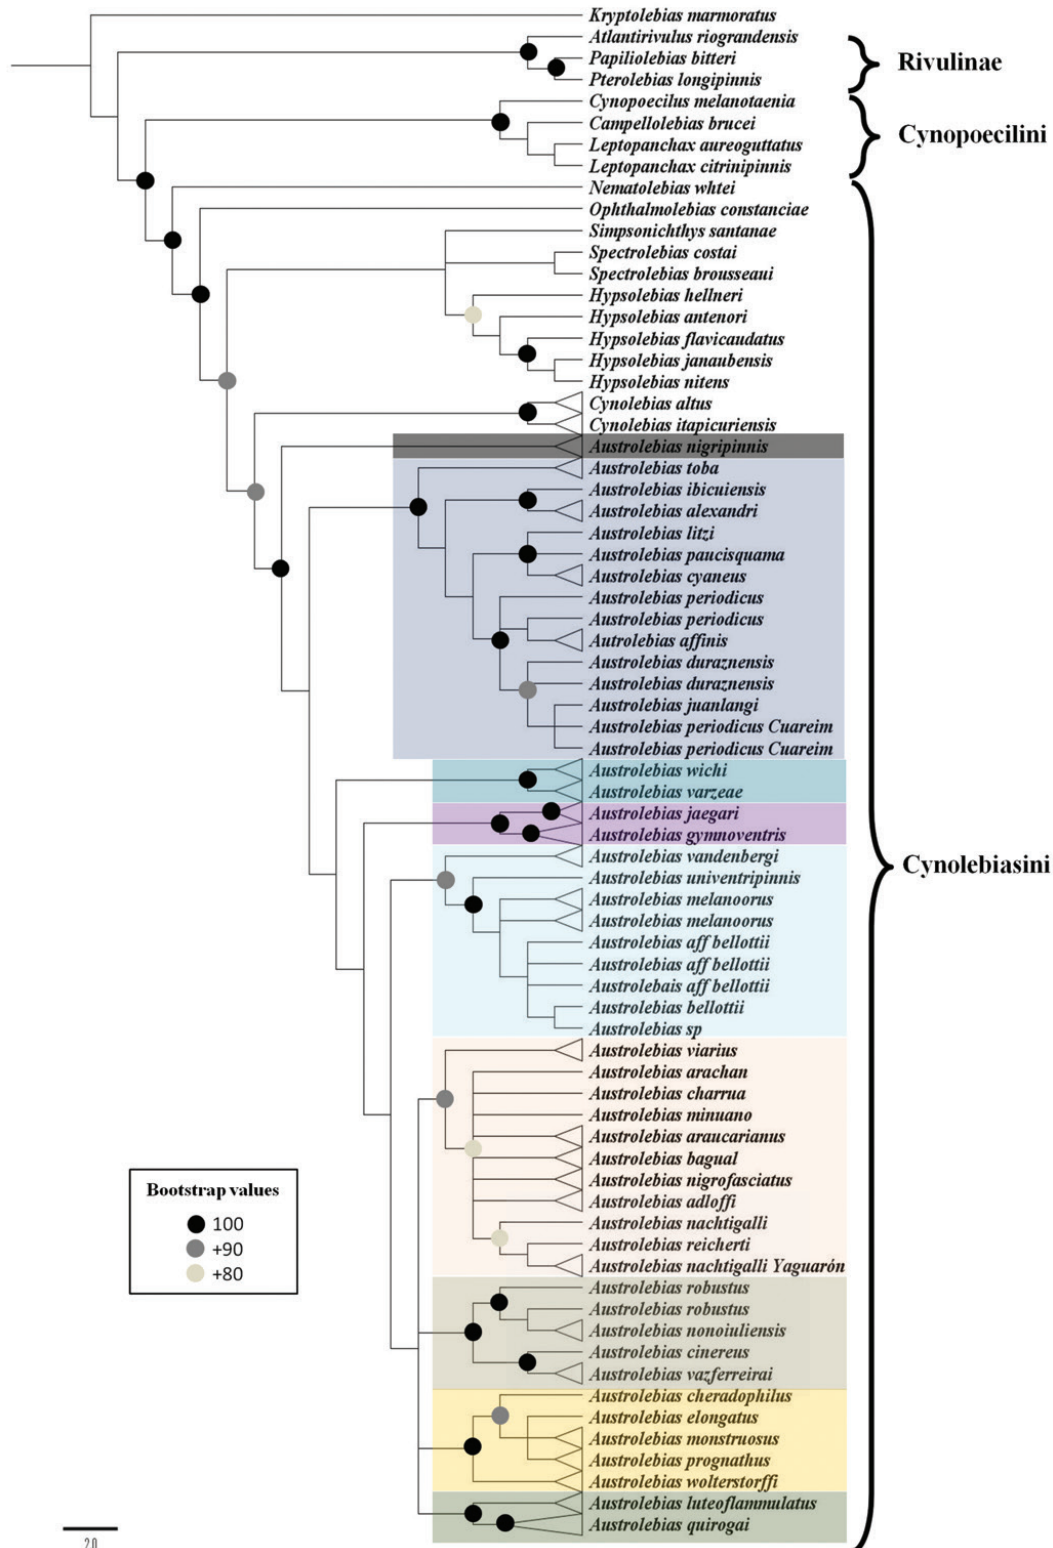 Kryptolebias marmoratus
Atlantirivulus riograndensis
Papiliolebias bitteri
Pterolebias longipinnis
Rivulinae
Cynopoecilus melanotaenia
Campellolebias brucei
Leptopanchax aureoguttatus
Leptopanchax citrinipinnis
Cynopoecilini
Nematolebias whtei
Ophthalmolebias constanciae
Simpsonichthys santanae
Spectrolebias costai
Spectrolebias brousseaui
Hypsolebias hellneri
Hypsolebias antenori
Hypsolebias flavicaudatus
Hypsolebias janaubensis
Hypsolebias nitens
Cynolebias altus
Cynolebias itapicuriensis
Austrolebias nigripinnis
Austrolebias toba
Austrolebias ibicuiensis
Austrolebias alexandri
Austrolebias litzi
Austrolebias paucisquama
Austrolebias cyaneus
Austrolebias periodicus
Austrolebias periodicus
Autrolebias affinis
Austrolebias duraznensis
Austrolebias duraznensis
Austrolebias juanlangi
Austrolebias periodicus Cuareim
Austrolebias periodicus Cuareim
Austrolebias wichi
Austrolebias varzeae
Austrolebias jaegari
Austrolebias gymnoventris
Austrolebias vandenbergi
Cynolebiasini
Austrolebias univentripinnis
Austrolebias melanoorus
Austrolebias melanoorus
Austrolebias aff bellottii
Austrolebias aff bellottii
Austrolebais aff bellottii
Austrolebias bellottii
Austrolebias sp
Austrolebias viarius
Austrolebias arachan
Austrolebias charrua
Austrolebias minuano
Austrolebias araucarianus
Austrolebias bagual
Austrolebias nigrofasciatus
Austrolebias adloffi
Austrolebias nachtigalli
Austrolebias reicherti
Austrolebias nachtigalli Yaguarón
Bootstrap values
100
+90
+80
Austrolebias robustus
Austrolebias robustus
Austrolebias nonoiuliensis
Austrolebias cinereus
Austrolebias vazferreirai
Austrolebias cheradophilus
Austrolebias elongatus
Austrolebias monstruosus
Austrolebias prognathus
Austrolebias wolterstorffi
Austrolebias luteoflammulatus
Austrolebias quirogai
2.0